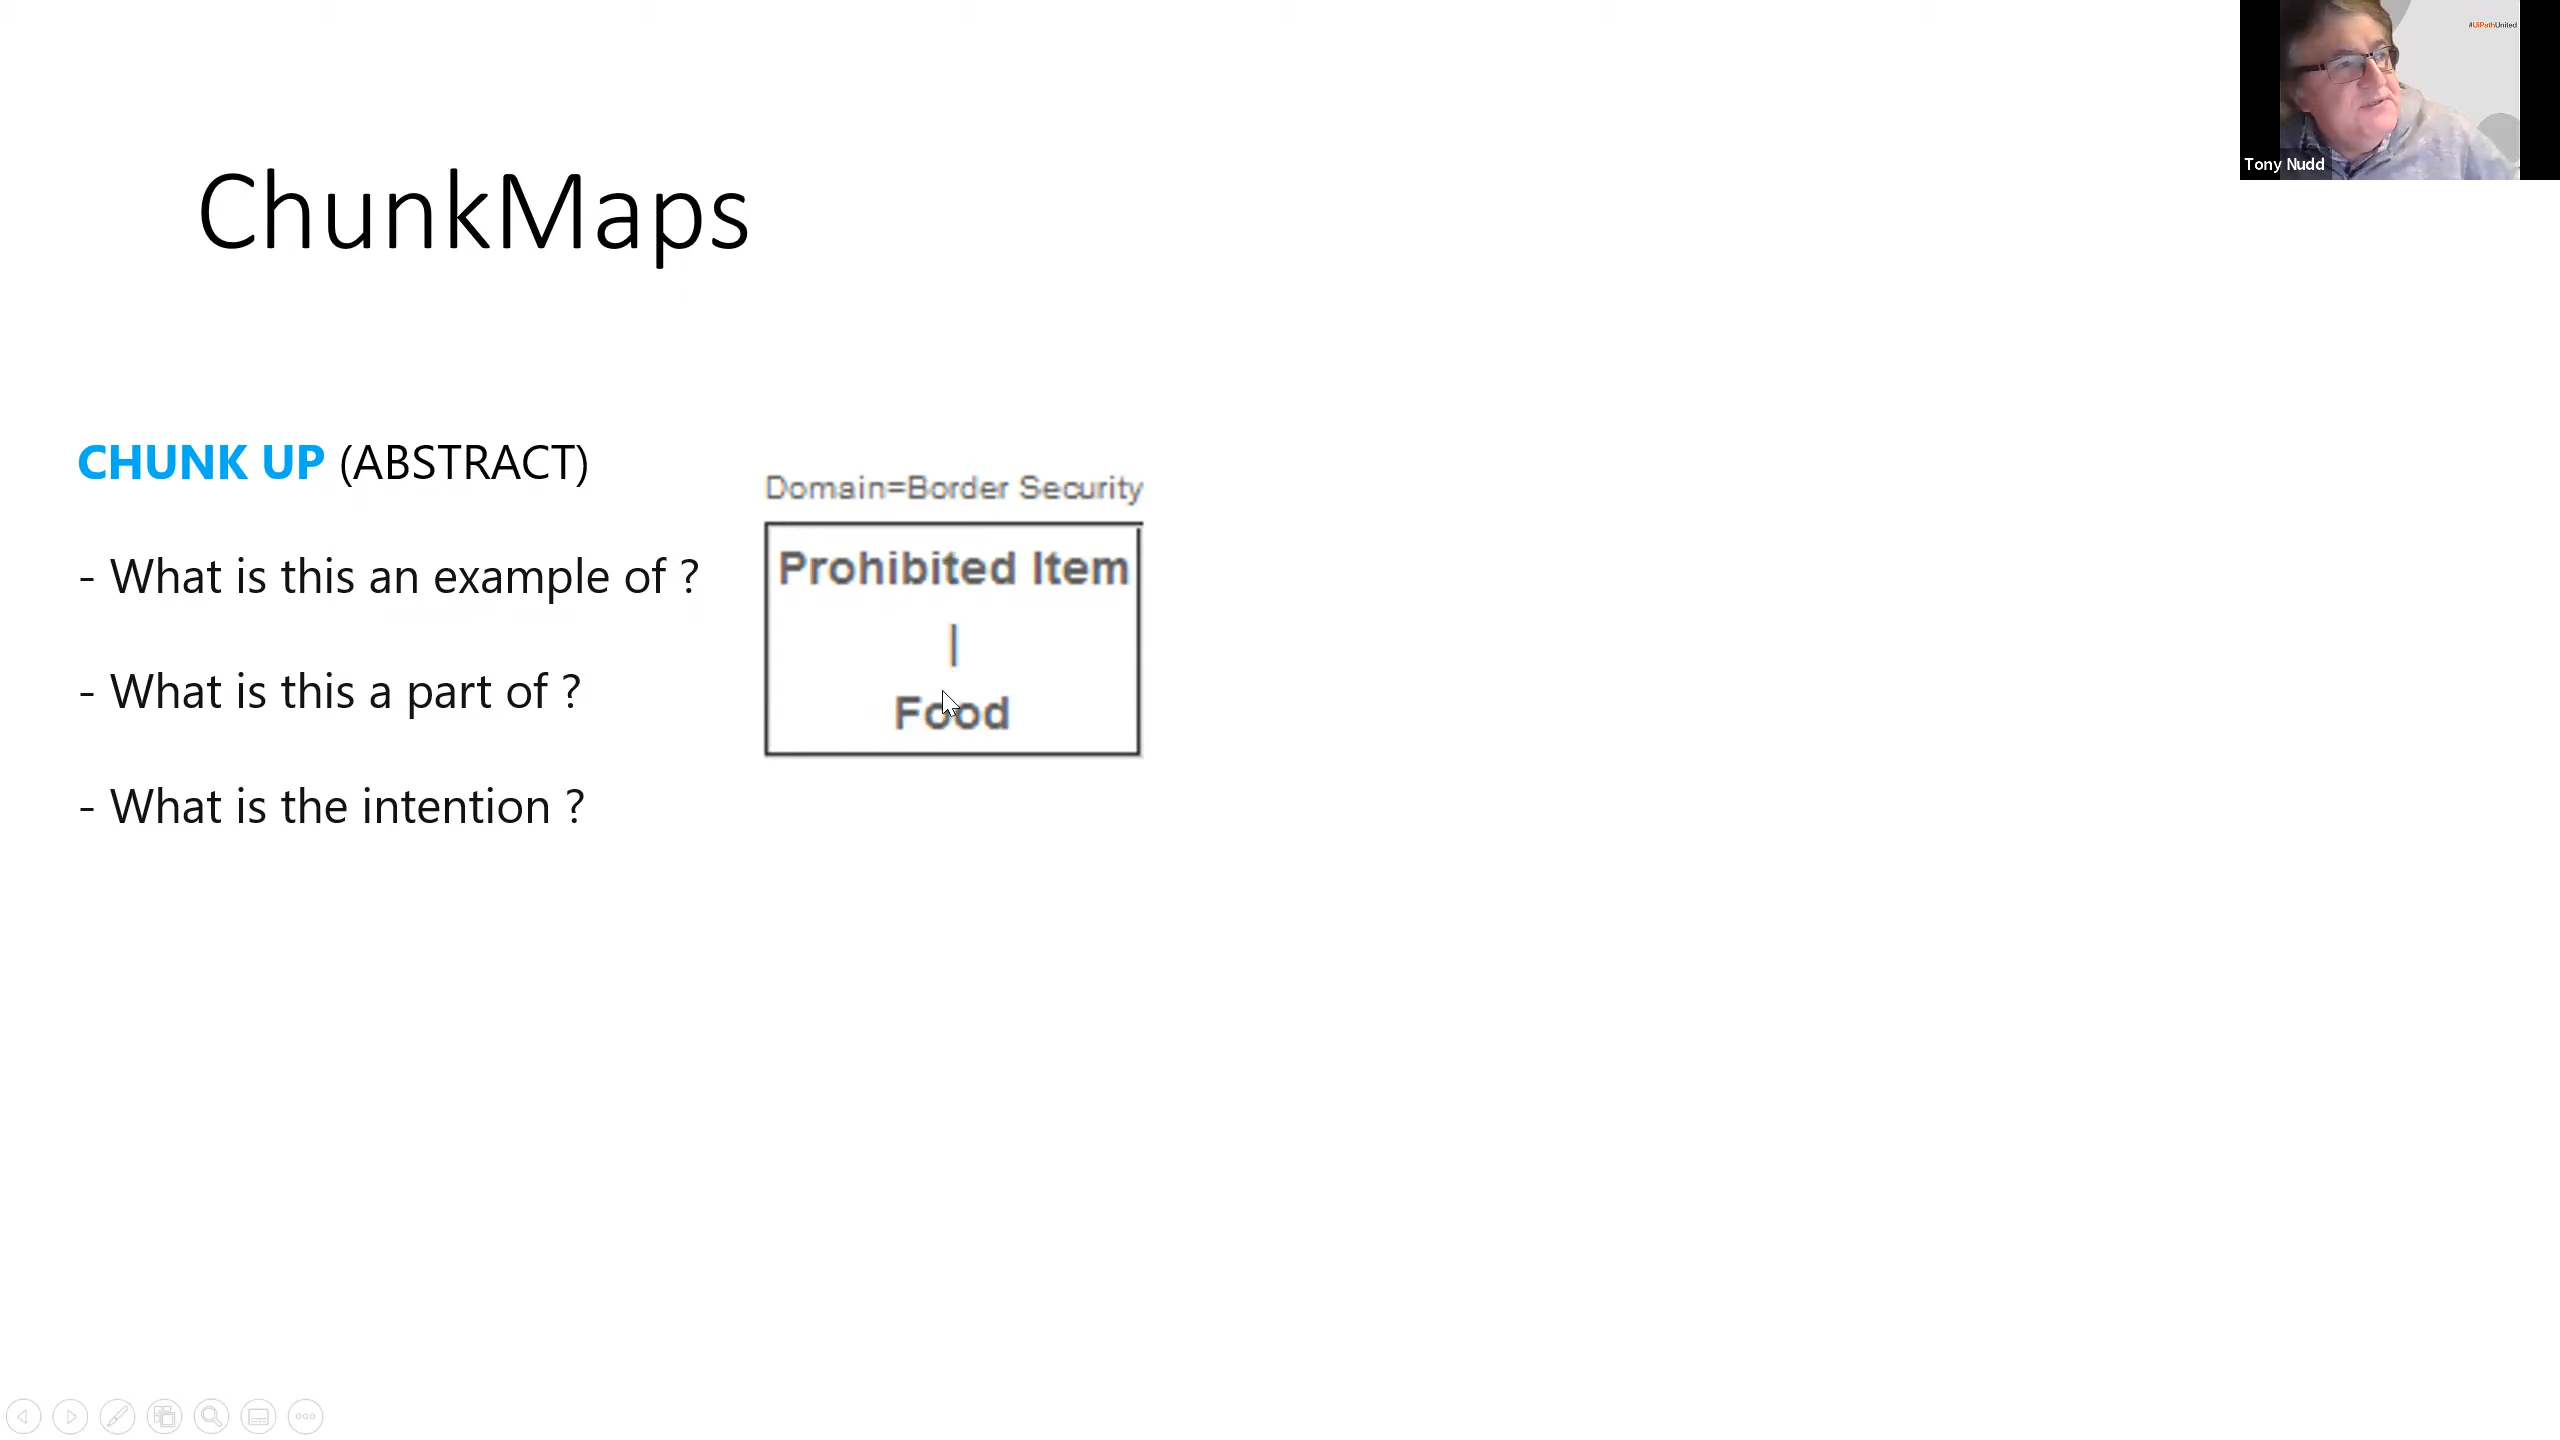 #UiPathUnited
Tony Nudd
ChunkMaps
CHUNK UP (ABSTRACT)
- What is this an example of ?
- What is this a part of ?
- What is the intention ?
Domain=Border Security
Prohibited Item
|
Food